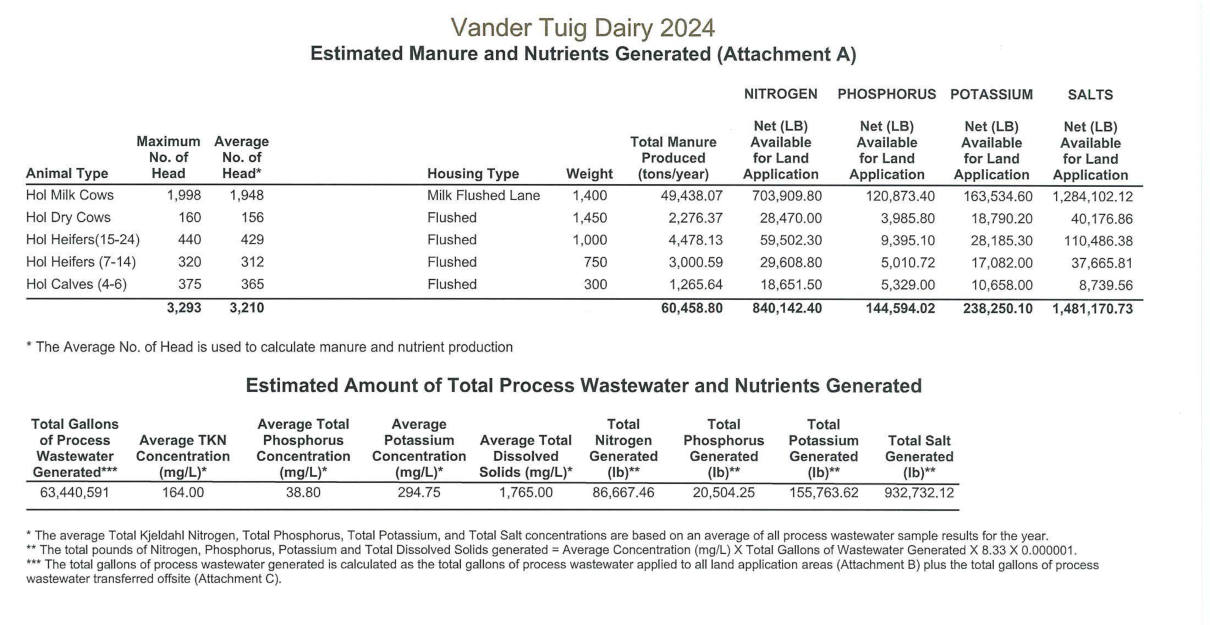 Vander Tuig Dairy 2024
Estimated Manure and Nutrients Generated (Attachment A)
NITROGEN PHOSPHORUS POTASSIUM SALTS
Animal Type Maximum No. of Head Average No. of Head* Housing Type Weight Total Manure Produced (tons/year) Net (LB) Available for Land Application Net (LB) Available for Land Application Net (LB) Available for Land Application Net (LB) Available for Land Application
Hol Milk Cows 1,998 1,948 Milk Flushed Lane 1,400 49,438.07 703,909.80 120,873.40 163,534.60 1,284,102.12
Hol Dry Cows 160 156 Flushed 1,450 2,276.37 28,470.00 3,985.80 18,790.20 40,176.86
Hol Heifers(15-24) 440 429 Flushed 1,000 4,478.13 59,502.30 9,395.10 28,185.30 110,486.38
Hol Heifers (7-14) 320 312 Flushed 750 3,000.59 29,608.80 5,010.72 17,082.00 37,665.81
Hol Calves (4-6) 375 365 Flushed 300 1,265.64 18,651.50 5,329.00 10,658.00 8,739.56
3,293 3,210 60,458.80 840,142.40 144,594.02 238,250.10 1,481,170.73
* The Average No. of Head is used to calculate manure and nutrient production
Estimated Amount of Total Process Wastewater and Nutrients Generated
Total Gallons of Process Wastewater Generated*** Average TKN Concentration (mg/L)* Average Total Phosphorus Concentration (mg/L)* Average Potassium Concentration (mg/L)* Average Total Dissolved Solids (mg/L)* Total Nitrogen Generated (lb)** Total Phosphorus Generated (lb)** Total Potassium Generated (lb)** Total Salt Generated (lb)**
63,440,591 164.00 38.80 294.75 1,765.00 86,667.46 20,504.25 155,763.62 932,732.12
* The average Total Kjeldahl Nitrogen, Total Phosphorus, Total Potassium, and Total Salt concentrations are based on an average of all process wastewater sample results for the year.
** The total pounds of Nitrogen, Phosphorus, Potassium and Total Dissolved Solids generated = Average Concentration (mg/L) X Total Gallons of Wastewater Generated X 8.33 X 0.000001.
*** The total gallons of process wastewater generated is calculated as the total gallons of process wastewater applied to all land application areas (Attachment B) plus the total gallons of process
wastewater transferred offsite (Attachment C).